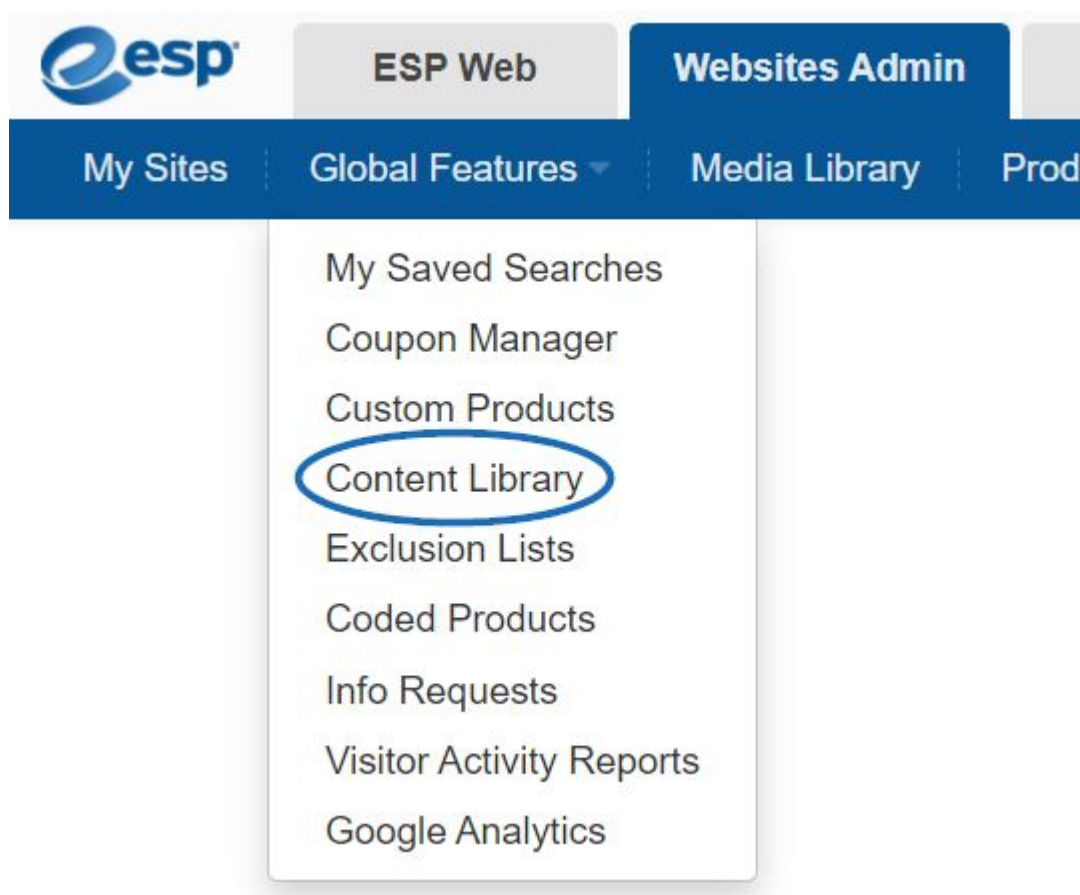 esp ESP Web Websites Admin
My Sites Global Features Media Library Prod
My Saved Searches
Coupon Manager
Custom Products
Content Library
Exclusion Lists
Coded Products
Info Requests
Visitor Activity Reports
Google Analytics